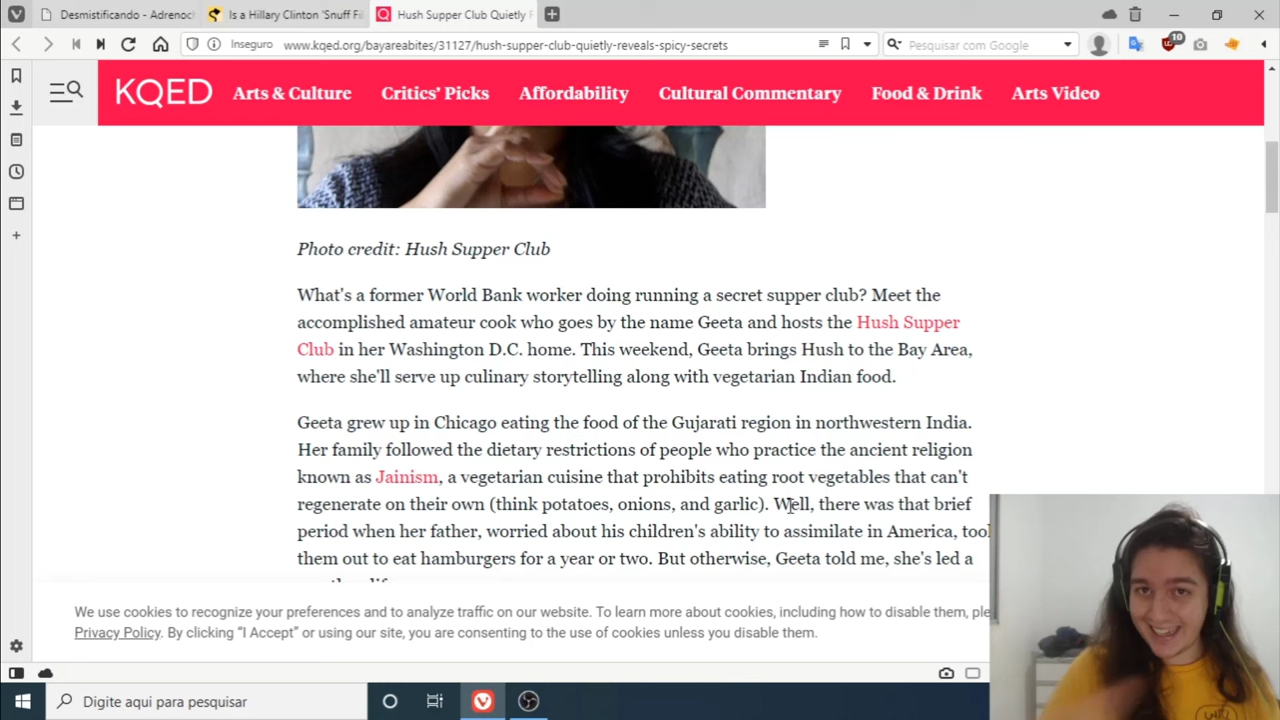 Desmistificando - Adrenoc
Is a Hillary Clinton 'Snuff Fi
Hush Supper Club Quietly R
Inseguro www.kqed.org/bayareabites/31127/hush-supper-club-quietly-reveals-spicy-secrets
Pesquisar com Google
10
KQED Arts & Culture Critics' Picks Affordability Cultural Commentary Food & Drink Arts Video
Photo credit: Hush Supper Club
What's a former World Bank worker doing running a secret supper club? Meet the
accomplished amateur cook who goes by the name Geeta and hosts the Hush Supper
Club in her Washington D.C. home. This weekend, Geeta brings Hush to the Bay Area,
where she'll serve up culinary storytelling along with vegetarian Indian food.
Geeta grew up in Chicago eating the food of the Gujarati region in northwestern India.
Her family followed the dietary restrictions of people who practice the ancient religion
known as Jainism, a vegetarian cuisine that prohibits eating root vegetables that can't
regenerate on their own (think potatoes, onions, and garlic). Well, there was that brief
period when her father, worried about his children's ability to assimilate in America, took
them out to eat hamburgers for a year or two. But otherwise, Geeta told me, she's led a
We use cookies to recognize your preferences and to analyze traffic on our website. To learn more about cookies, including how to disable them, ple
Privacy Policy. By clicking “I Accept” or using our site, you are consenting to the use of cookies unless you disable them.
Digite aqui para pesquisar